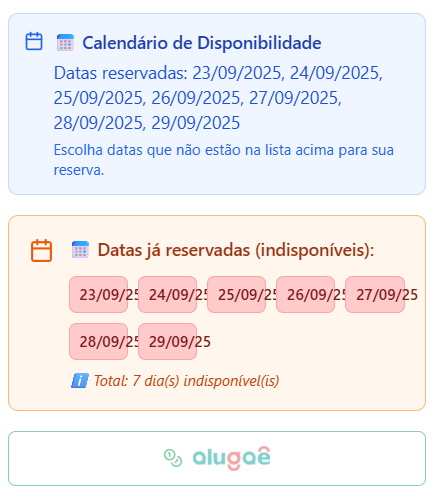 Calendário de Disponibilidade
Datas reservadas: 23/09/2025, 24/09/2025,
25/09/2025, 26/09/2025, 27/09/2025,
28/09/2025, 29/09/2025
Escolha datas que não estão na lista acima para sua
reserva.
Datas já reservadas (indisponíveis):
23/09/25 24/09/25 25/09/25 26/09/25 27/09/25
28/09/25 29/09/25
Total: 7 dia(s) indisponível(is)
alugaê